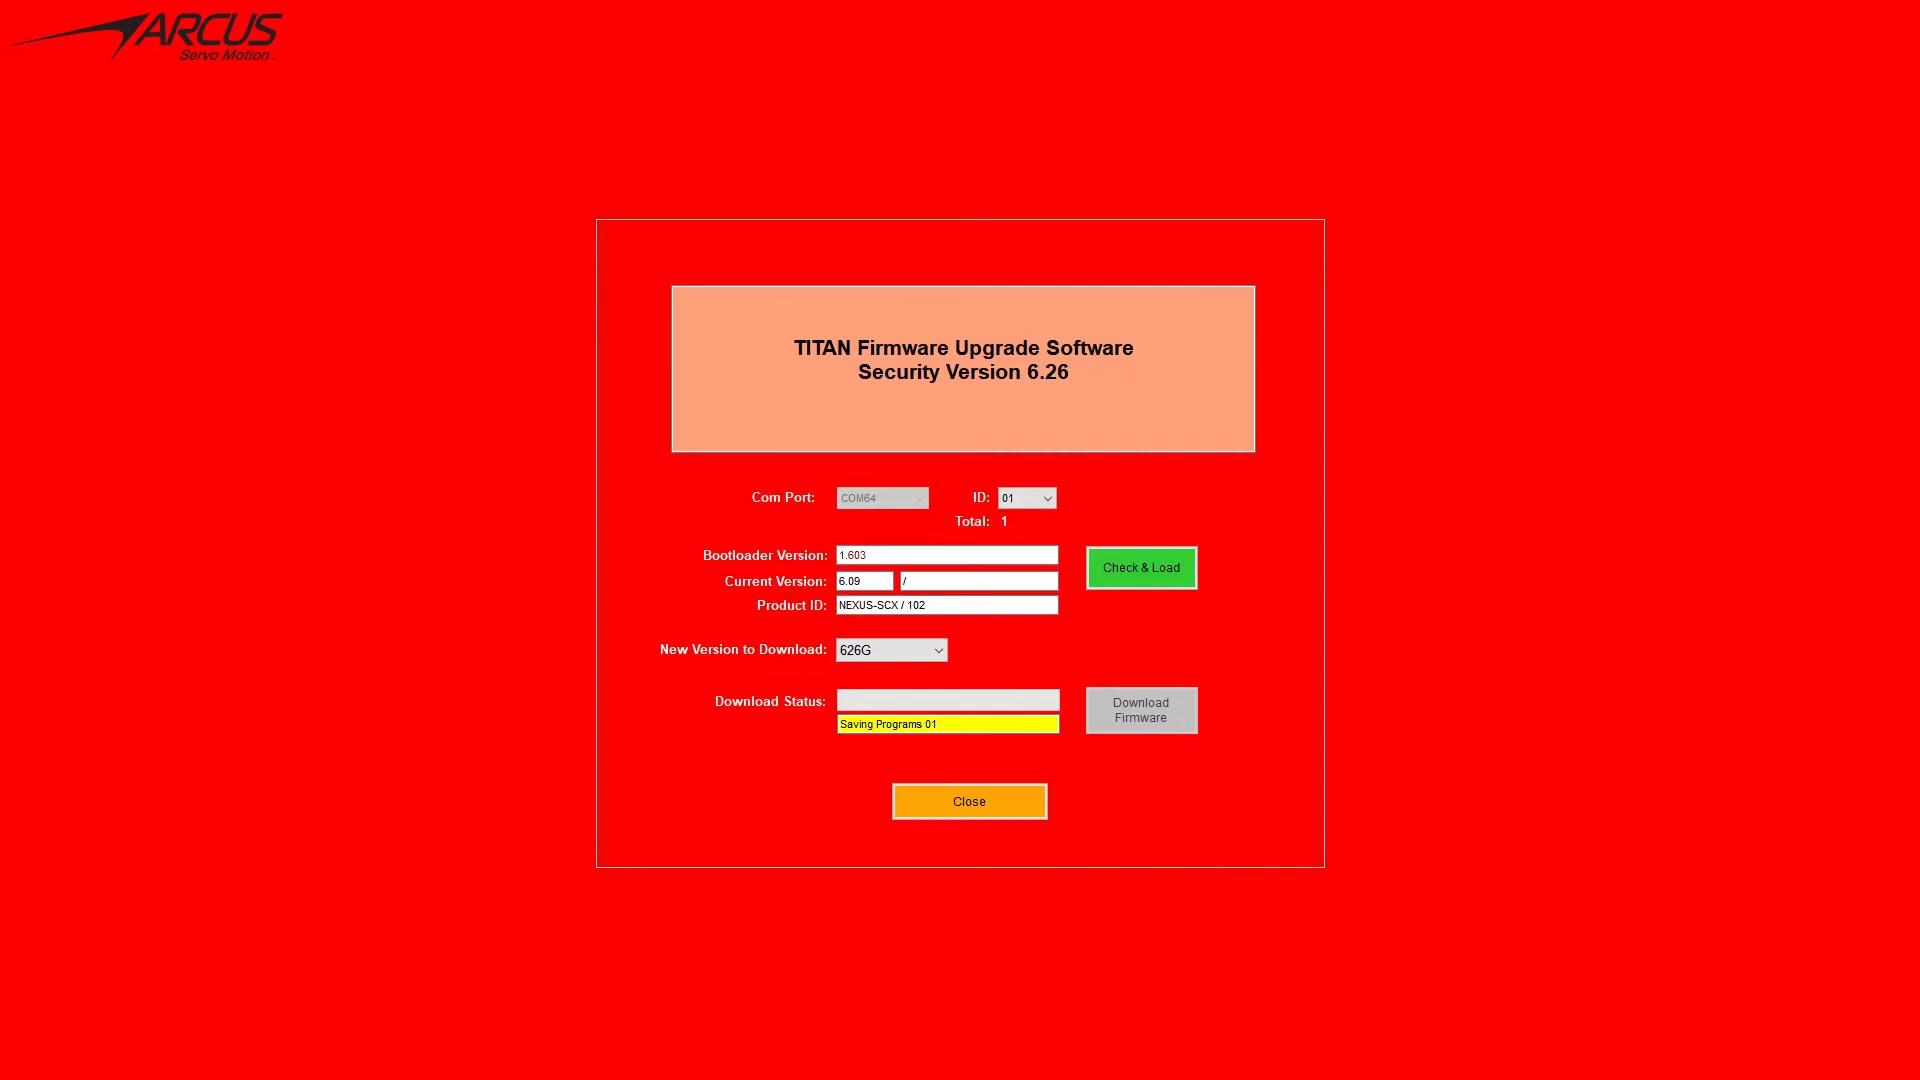 ARCUS
Servo Motion
TITAN Firmware Upgrade Software
Security Version 6.26
Com Port: COM64 ID: 01
Total: 1
Bootloader Version: 1.603
Check & Load
Current Version: 6.09 /
Product ID: NEXUS-SCX / 102
New Version to Download: 626G
Download Status:
Saving Programs 01
Download
Firmware
Close